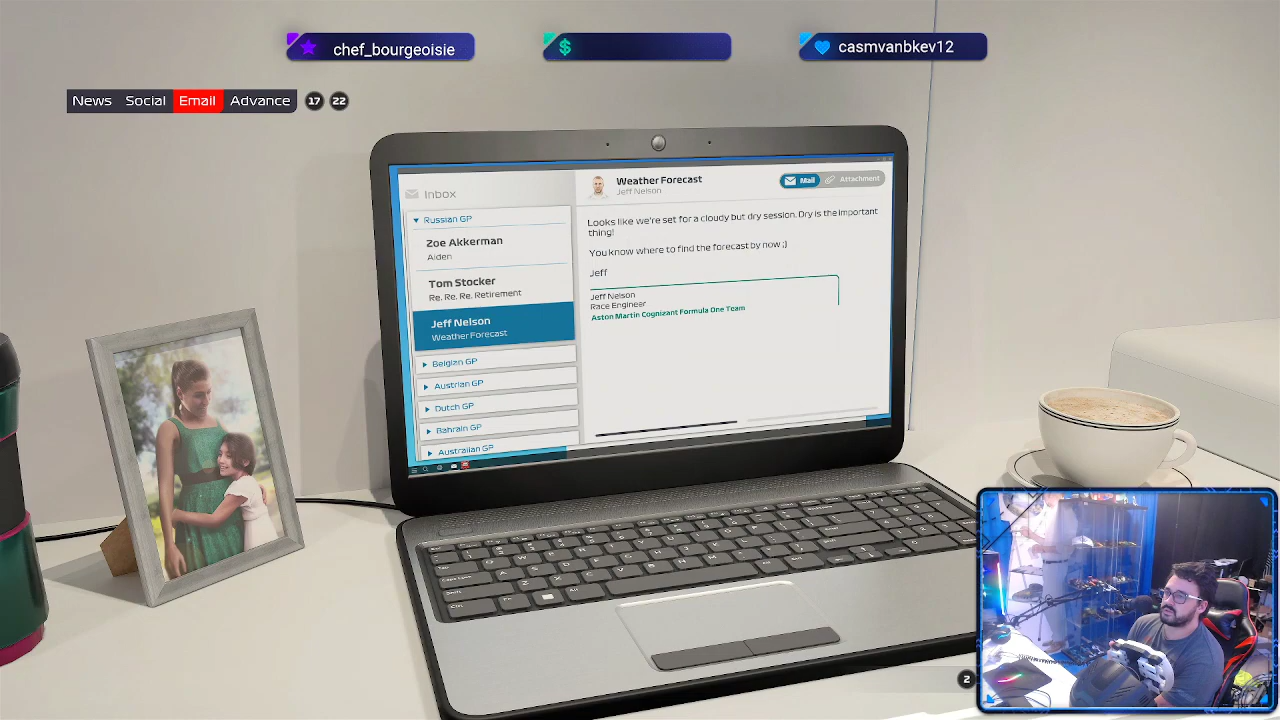 chef_bourgeoisie
$
casmvanbkev12
News Social Email Advance 17 22
Inbox
Russian GP
Zoe Akkerman
Aiden
Tom Stocker
Re. Re. Re. Retirement
Jeff Nelson
Weather Forecast
Belgian GP
Austrian GP
Dutch GP
Bahrain GP
Australian GP
Weather Forecast
Jeff Nelson
Mail
Attachment
Looks like we're set for a cloudy but dry session. Dry is the important
thing!
You know where to find the forecast by now ;)
Jeff
Jeff Nelson
Race Engineer
Aston Martin Cognizant Formula One Team
2